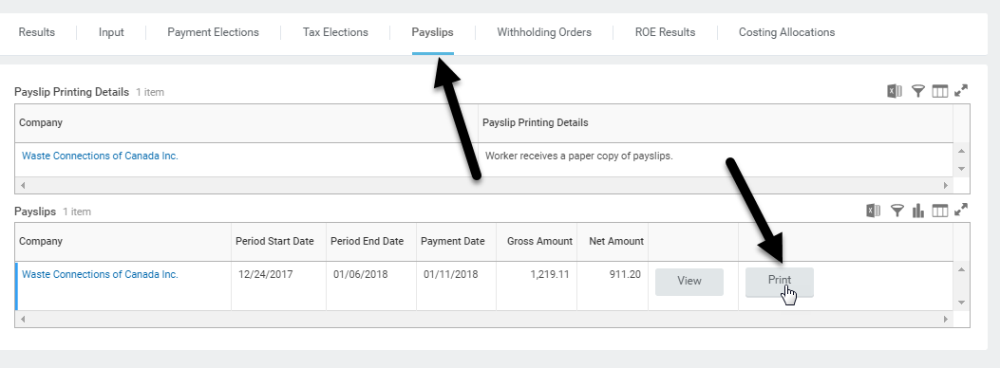 Results Input Payment Elections Tax Elections Payslips Withholding Orders ROE Results Costing Allocations
Payslip Printing Details 1 item
Company Payslip Printing Details
Waste Connections of Canada Inc. Worker receives a paper copy of payslips.
Payslips 1 item
Company Period Start Date Period End Date Payment Date Gross Amount Net Amount
Waste Connections of Canada Inc. 12/24/2017 01/06/2018 01/11/2018 1,219.11 911.20 View Print